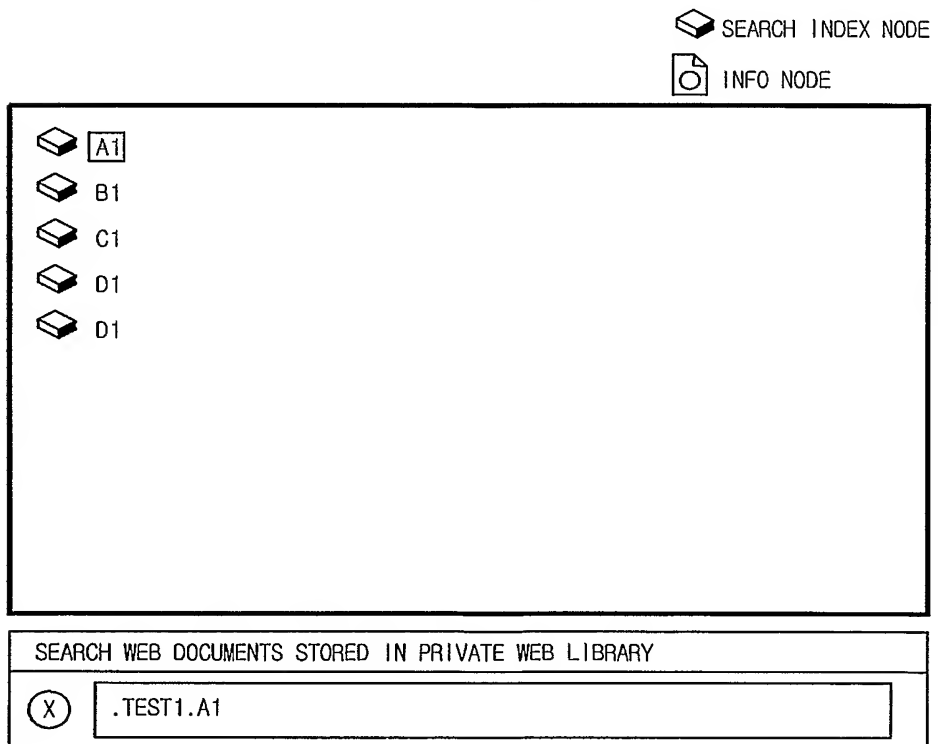 SEARCH INDEX NODE
INFO NODE
A1
B1
C1
D1
D1
SEARCH WEB DOCUMENTS STORED IN PRIVATE WEB LIBRARY
X .TEST1.A1